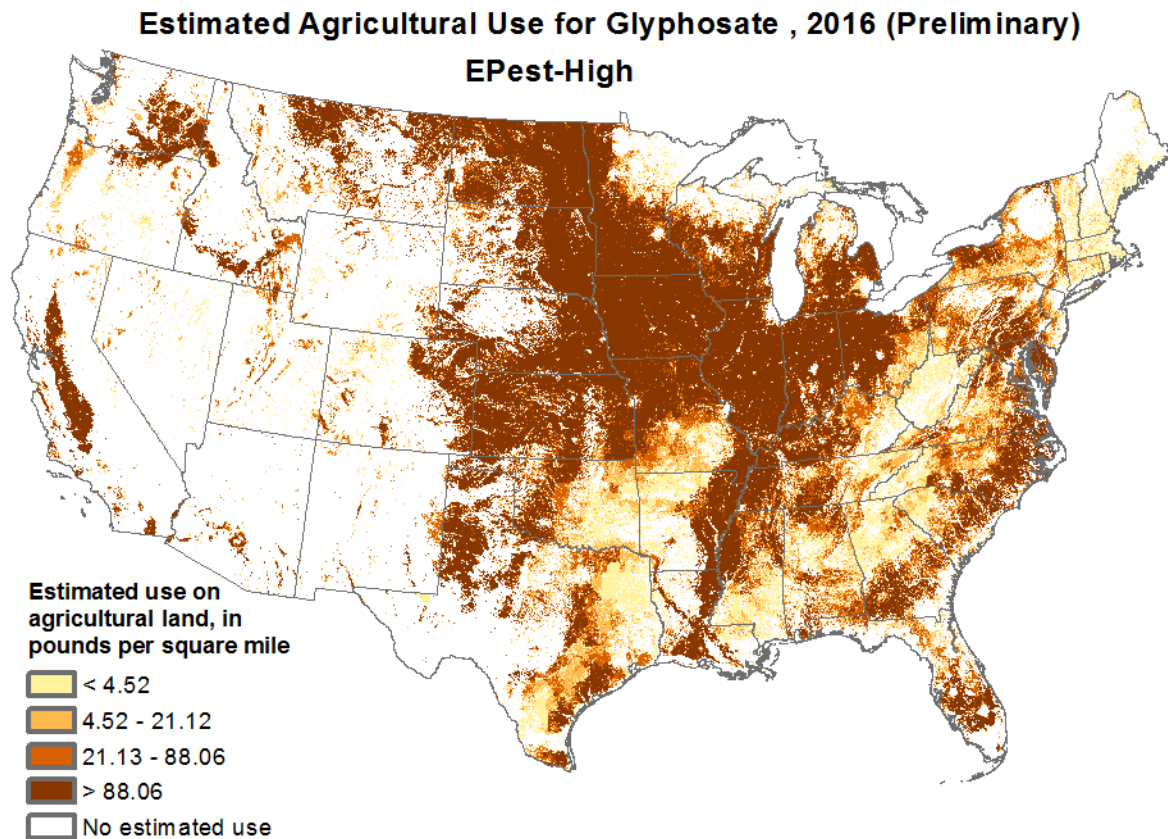 Estimated Agricultural Use for Glyphosate , 2016 (Preliminary)
EPest-High
Estimated use on
agricultural land, in
pounds per square mile
< 4.52
4.52 - 21.12
21.13 - 88.06
> 88.06
No estimated use